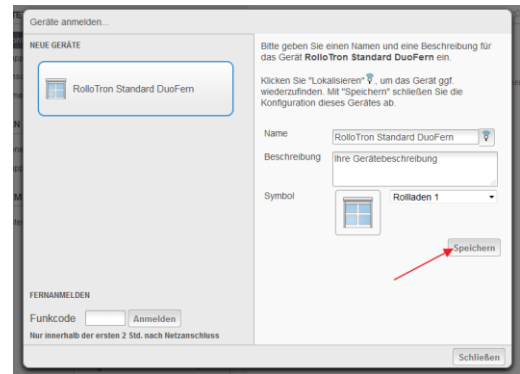 Geräte anmelden...
NEUE GERÄTE
RolloTron Standard DuoFern
Bitte geben Sie einen Namen und eine Beschreibung für
das Gerät RolloTron Standard DuoFern ein.
Klicken Sie "Lokalisieren" , um das Gerät ggf.
wiederzufinden. Mit "Speichern" schließen Sie die
Konfiguration dieses Gerätes ab.
Name
RolloTron Standard DuoFern
Beschreibung
Ihre Gerätebeschreibung
Symbol
Rollladen 1
Speichern
FERNANMELDEN
Funkcode
Anmelden
Nur innerhalb der ersten 2 Std. nach Netzanschluss
Schließen